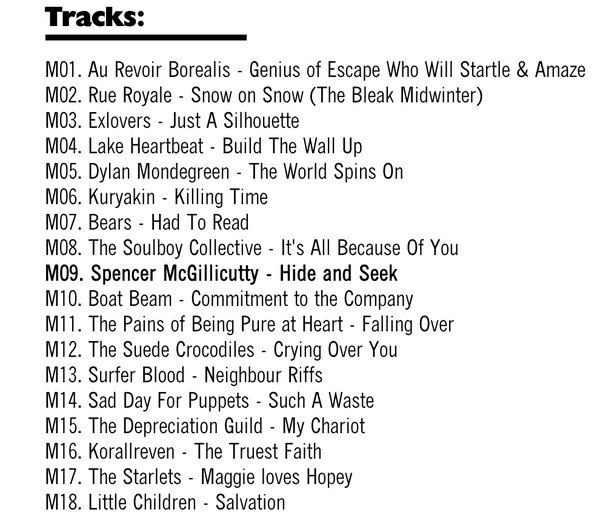 Tracks:
M01. Au Revoir Borealis - Genius of Escape Who Will Startle & Amaze
M02. Rue Royale - Snow on Snow (The Bleak Midwinter)
M03. Exlovers - Just A Silhouette
M04. Lake Heartbeat - Build The Wall Up
M05. Dylan Mondegreen - The World Spins On
M06. Kuryakin - Killing Time
M07. Bears - Had To Read
M08. The Soulboy Collective - It's All Because Of You
M09. Spencer McGillicutty - Hide and Seek
M10. Boat Beam - Commitment to the Company
M11. The Pains of Being Pure at Heart - Falling Over
M12. The Suede Crocodiles - Crying Over You
M13. Surfer Blood - Neighbour Riffs
M14. Sad Day For Puppets - Such A Waste
M15. The Depreciation Guild - My Chariot
M16. Korallreven - The Truest Faith
M17. The Starlets - Maggie loves Hopey
M18. Little Children - Salvation